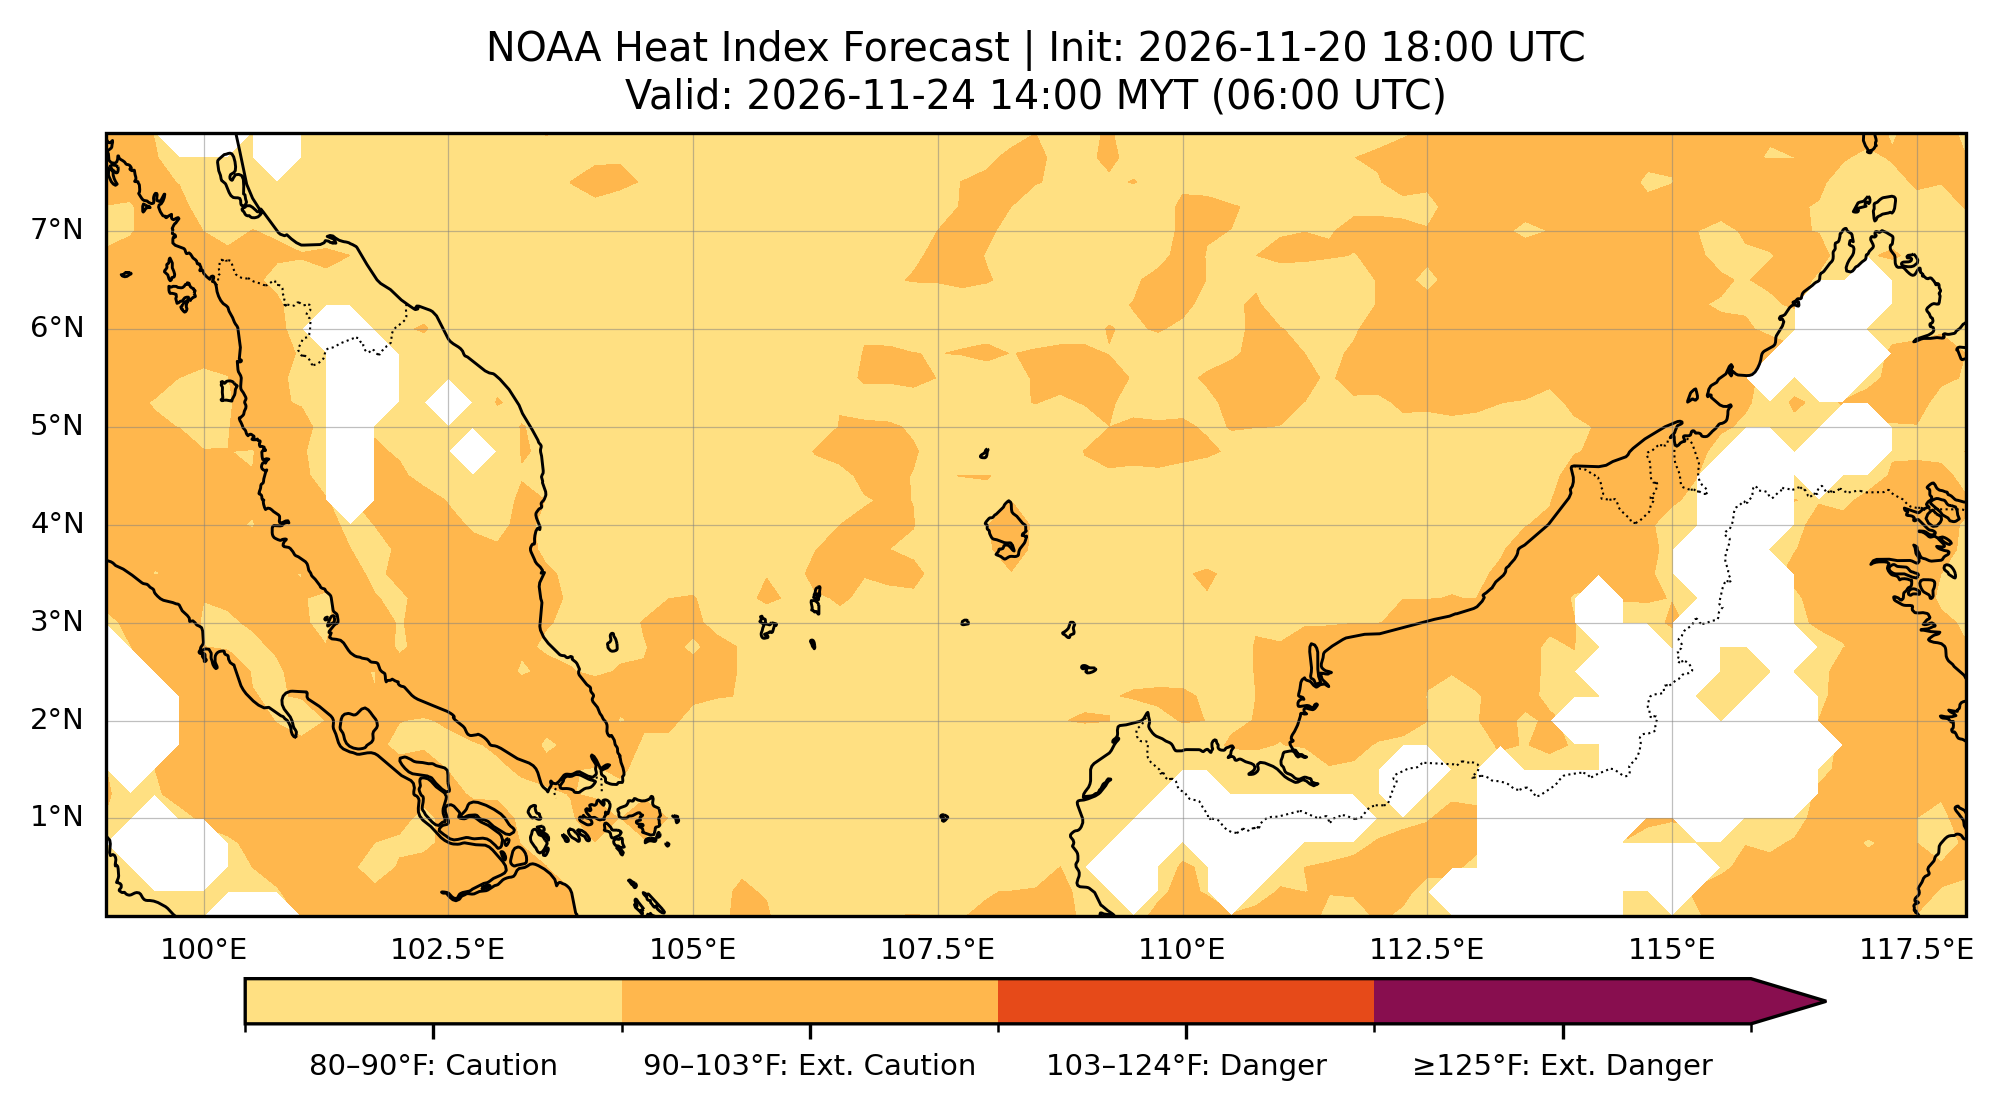 NOAA Heat Index Forecast | Init: 2026-11-20 18:00 UTC
Valid: 2026-11-24 14:00 MYT (06:00 UTC)
7°N
6°N
5°N
4°N
3°N
2°N
1°N
100°E 102.5°E 105°E 107.5°E 110°E 112.5°E 115°E 117.5°E
80–90°F: Caution 90–103°F: Ext. Caution 103–124°F: Danger ≥125°F: Ext. Danger